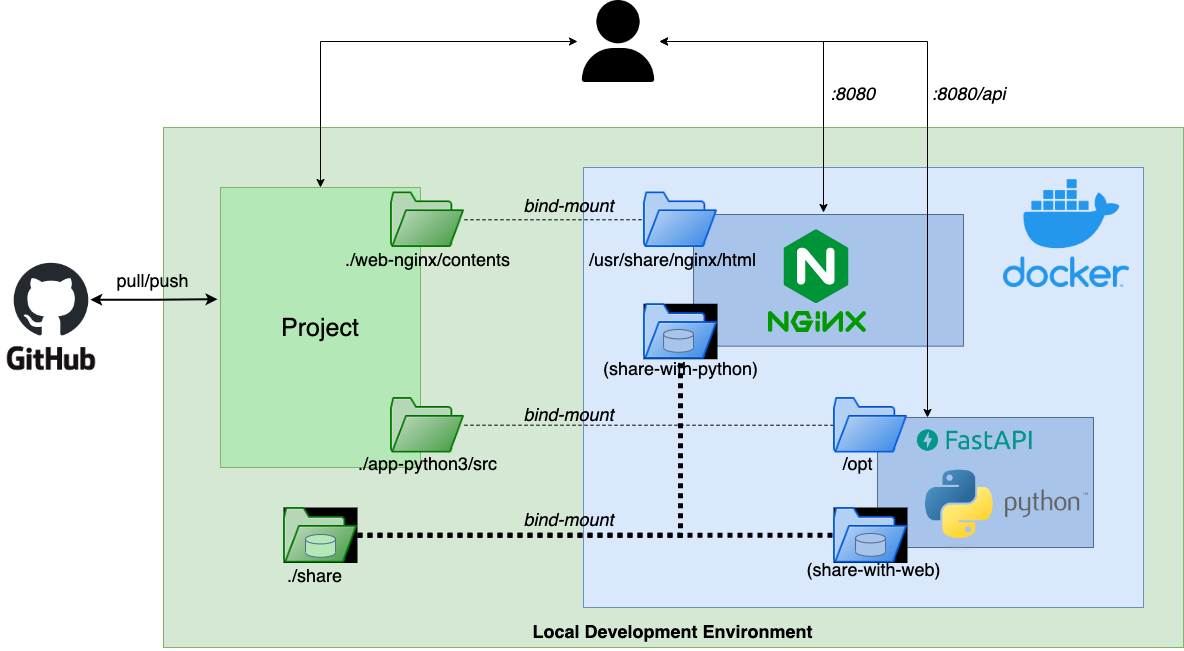 :8080
:8080/api
bind-mount
./web-nginx/contents
/usr/share/nginx/html
docker
pull/push
Project
NGINX
GitHub
(share-with-python)
bind-mount
FastAPI
./app-python3/src
/opt
python™
bind-mount
./share
(share-with-web)
Local Development Environment